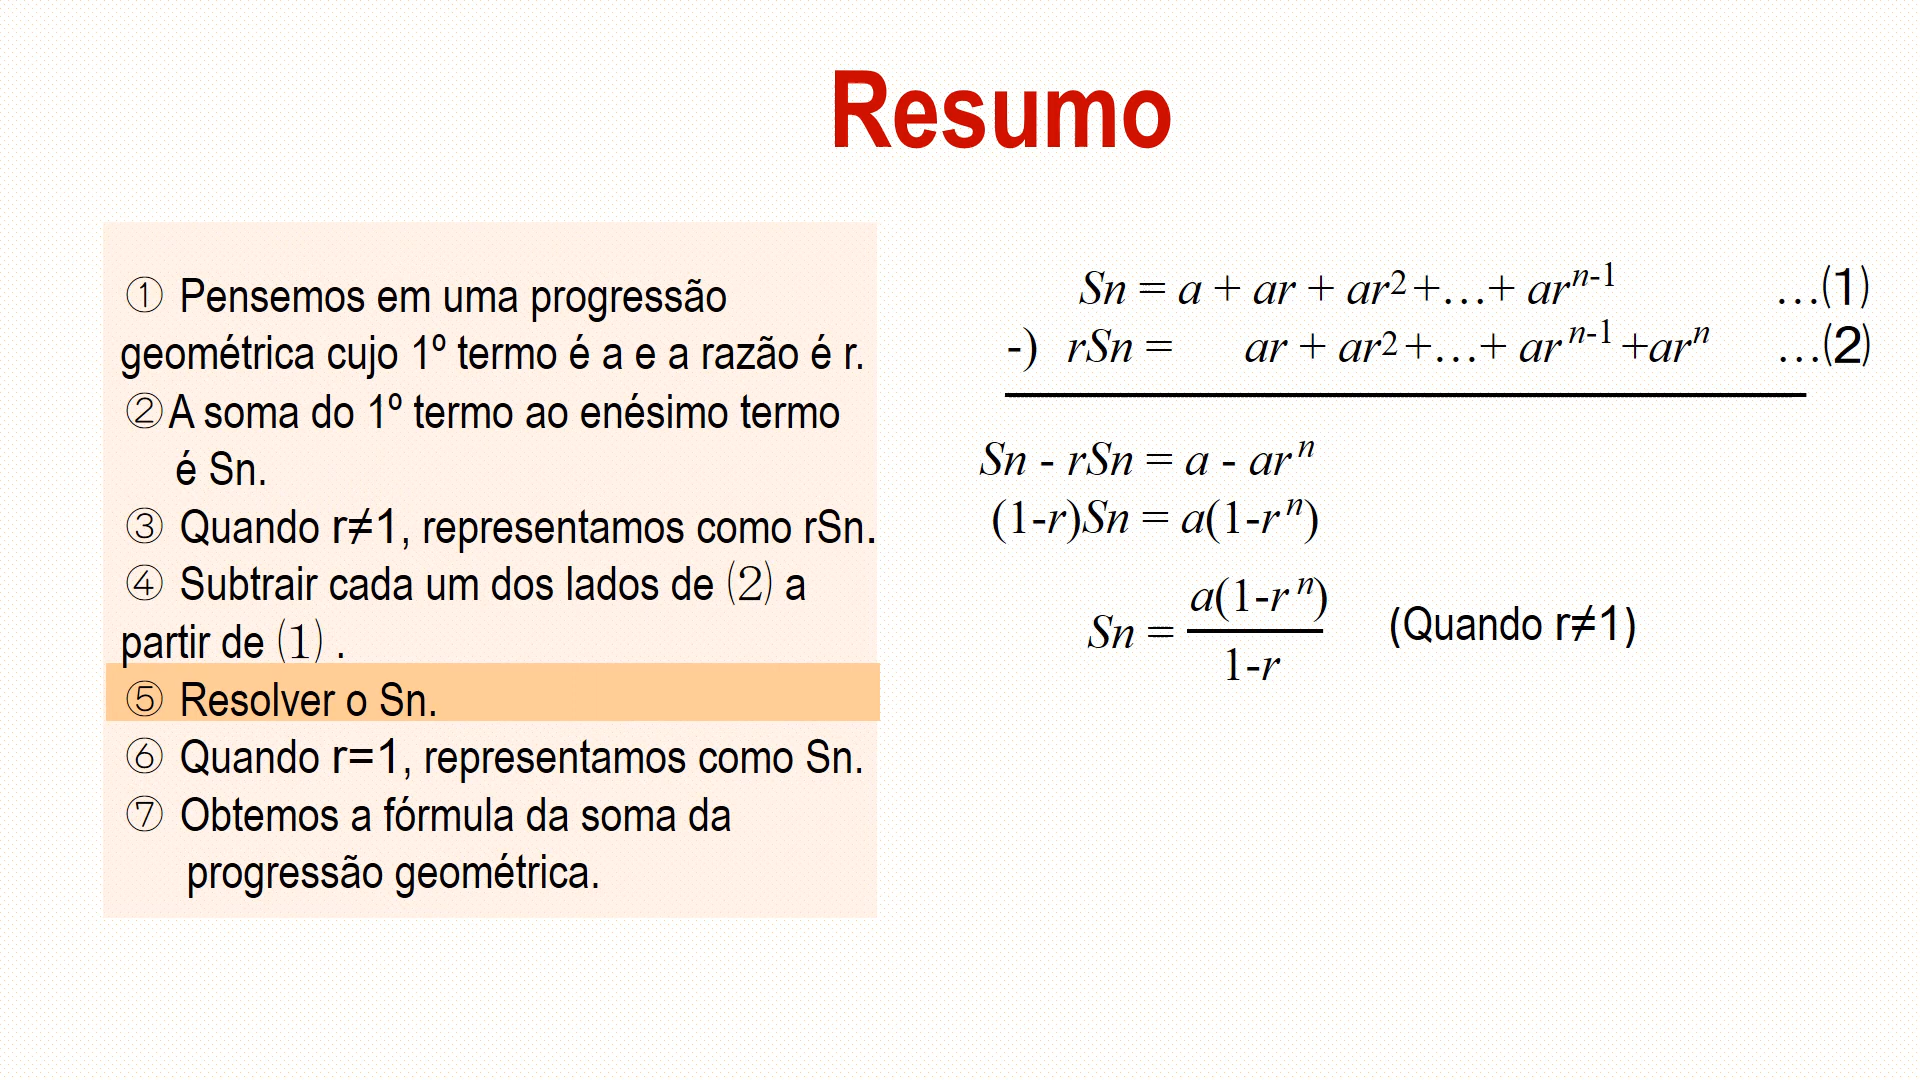 Resumo
① Pensemos em uma progressão
geométrica cujo 1º termo é a e a razão é r.
②A soma do 1º termo ao enésimo termo
é Sn.
③ Quando r≠1, representamos como rSn.
④ Subtrair cada um dos lados de (2) a
partir de (1) .
⑤ Resolver o Sn.
⑥ Quando r=1, representamos como Sn.
⑦ Obtemos a fórmula da soma da
progressão geométrica.
Sn = a + ar + ar2+…+ ar^n-1 …(1)
-) rSn = ar + ar2+…+ ar^n-1 +ar^n …(2)
Sn - rSn = a - ar^n
(1-r)Sn = a(1-r^n)
Sn = a(1-r^n) / 1-r (Quando r≠1)